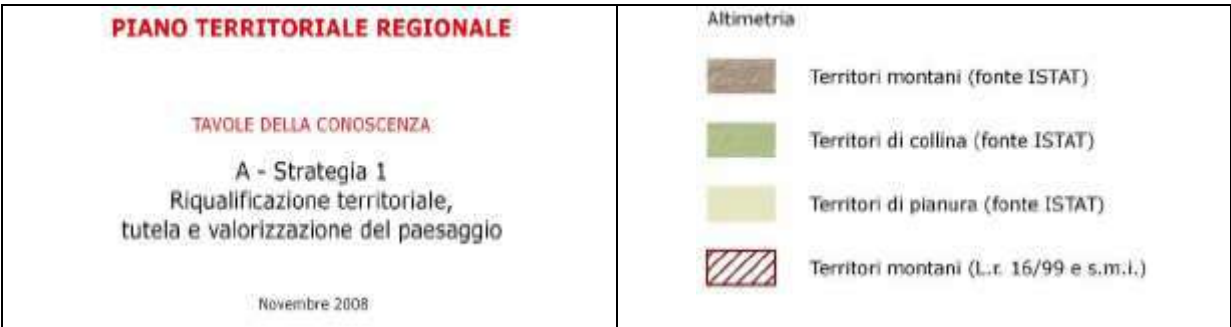 PIANO TERRITORIALE REGIONALE
TAVOLE DELLA CONOSCENZA
A - Strategia 1
Riqualificazione territoriale,
tutela e valorizzazione del paesaggio
Novembre 2008
Altimetria
Territori montani (fonte ISTAT)
Territori di collina (fonte ISTAT)
Territori di pianura (fonte ISTAT)
Territori montani (L.r. 16/99 e s.m.i.)